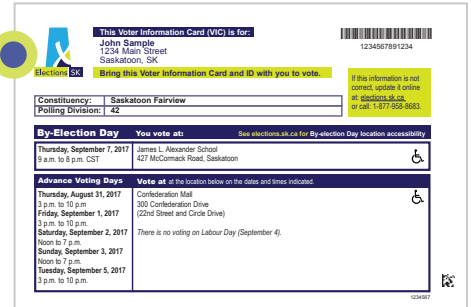 This Voter Information Card (VIC) is for:
John Sample
1234 Main Street
Saskatoon, SK
1234567891234
Elections SK
Bring this Voter Information Card and ID with you to vote.
If this information is not
correct, update it online
at: elections.sk.ca
or call: 1-877-958-8683.
Constituency: Saskatoon Fairview
Polling Division: 42
By-Election Day You vote at: See elections.sk.ca for By-election Day location accessibility
Thursday, September 7, 2017 James L. Alexander School
9 a.m. to 8 p.m. CST 427 McCormack Road, Saskatoon
Advance Voting Days Vote at at the location below on the dates and times indicated.
Thursday, August 31, 2017 Confederation Mall
3 p.m. to 10 p.m 300 Confederation Drive
Friday, September 1, 2017 (22nd Street and Circle Drive)
3 p.m. to 10 p.m.
Saturday, September 2, 2017 There is no voting on Labour Day (September 4).
Noon to 7 p.m.
Sunday, September 3, 2017
Noon to 7 p.m.
Tuesday, September 5, 2017
3 p.m. to 10 p.m.
1234567